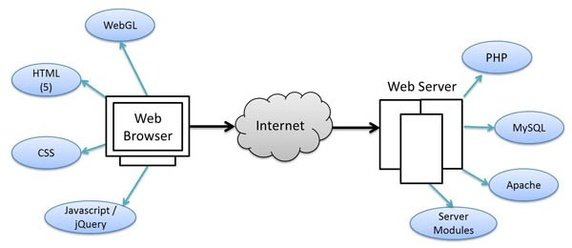 WebGL
HTML
(5)
Web
Browser
CSS
Javascript /
jQuery
Internet
Web Server
PHP
MySQL
Apache
Server
Modules